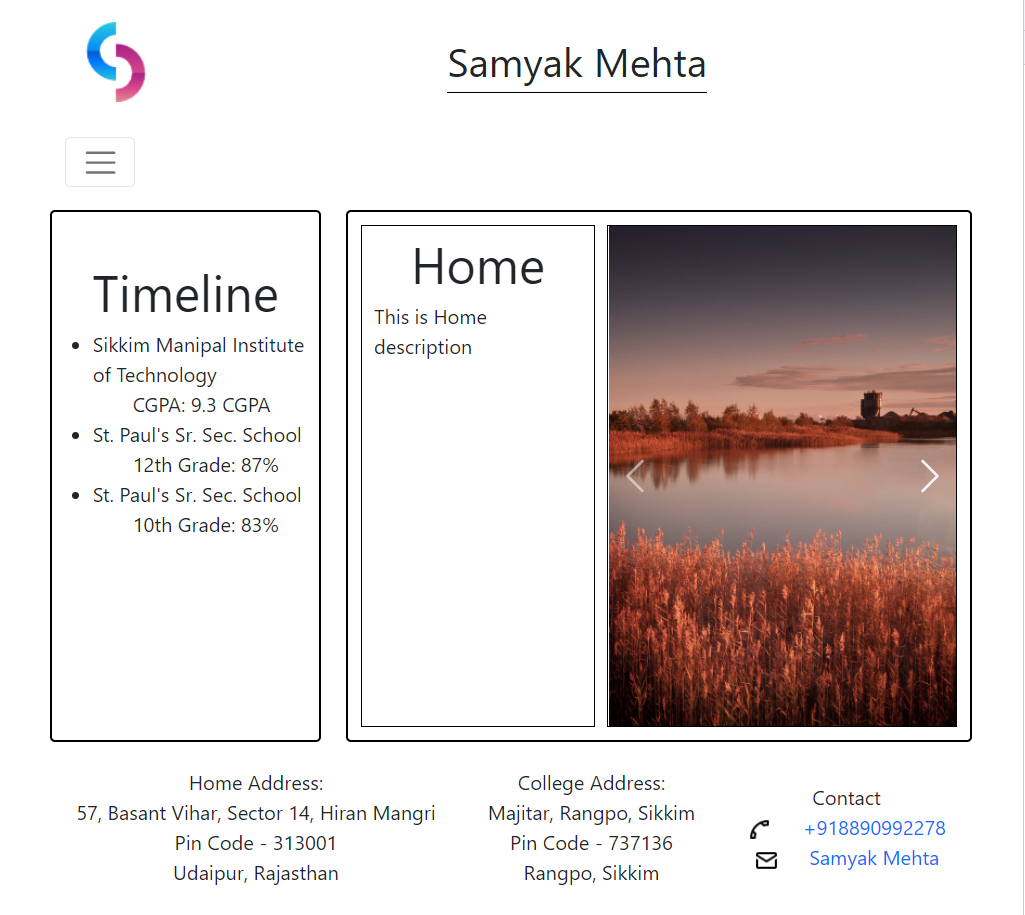 Samyak Mehta
Timeline
Sikkim Manipal Institute
of Technology
CGPA: 9.3 CGPA
St. Paul's Sr. Sec. School
12th Grade: 87%
St. Paul's Sr. Sec. School
10th Grade: 83%
Home
This is Home
description
Home Address:
57, Basant Vihar, Sector 14, Hiran Mangri
Pin Code - 313001
Udaipur, Rajasthan
College Address:
Majitar, Rangpo, Sikkim
Pin Code - 737136
Rangpo, Sikkim
Contact
+918890992278
Samyak Mehta